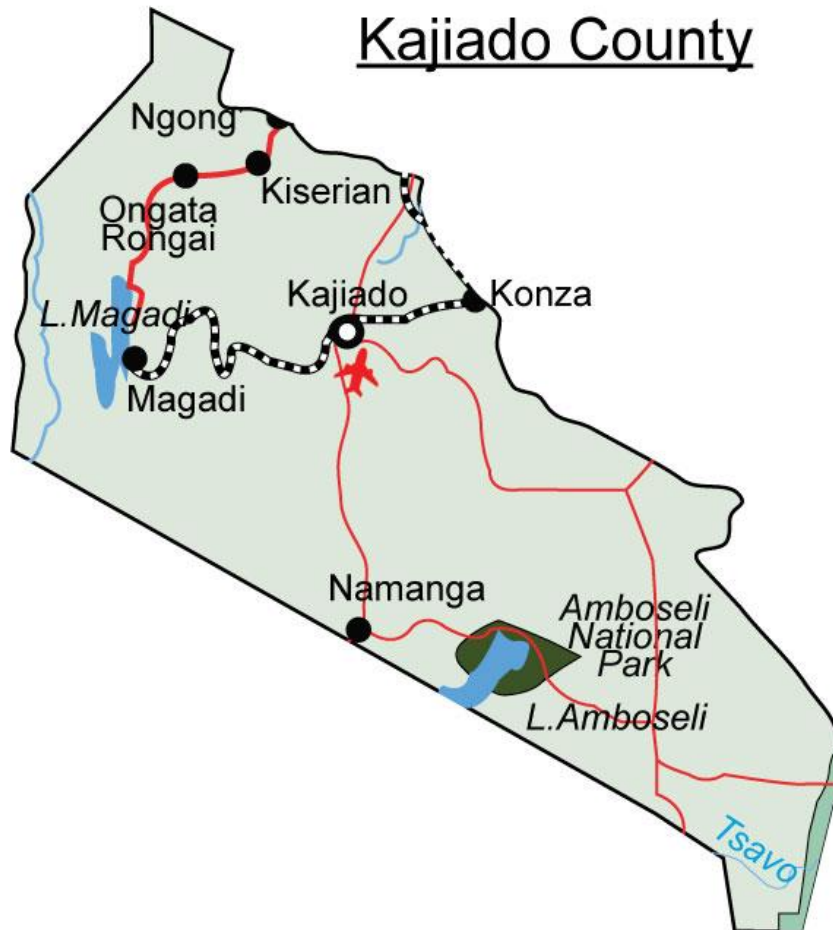 Kajiado County
Ngong
Kiserian
Ongata
Rongai
Kajiado
Konza
L.Magadi
Magadi
Namanga
Amboseli
National
Park
L.Amboseli
Tsavo